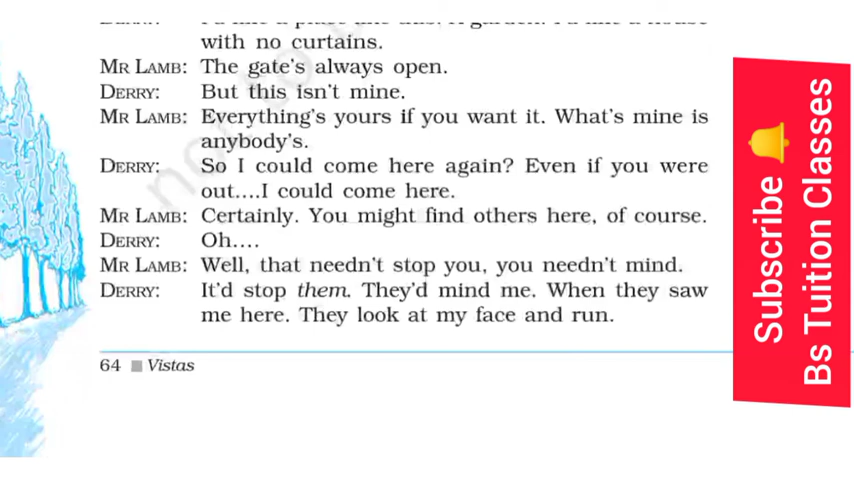 with no curtains.
MR LAMB: The gate's always open.
DERRY: But this isn't mine.
MR LAMB: Everything's yours if you want it. What's mine is
anybody's.
DERRY: So I could come here again? Even if you were
out....I could come here.
MR LAMB: Certainly. You might find others here, of course.
DERRY: Oh....
MR LAMB: Well, that needn't stop you, you needn't mind.
DERRY: It'd stop them. They'd mind me. When they saw
me here. They look at my face and run.
64 ■ Vistas
Subscribe 🔔
Bs Tuition Classes
not to